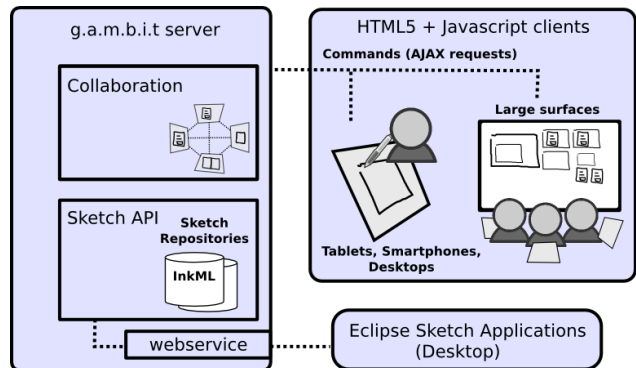 g.a.m.b.i.t server
Collaboration
Sketch API
Sketch
Repositories
InkML
webservice
HTML5 + Javascript clients
Commands (AJAX requests)
Large surfaces
Tablets, Smartphones,
Desktops
Eclipse Sketch Applications
(Desktop)